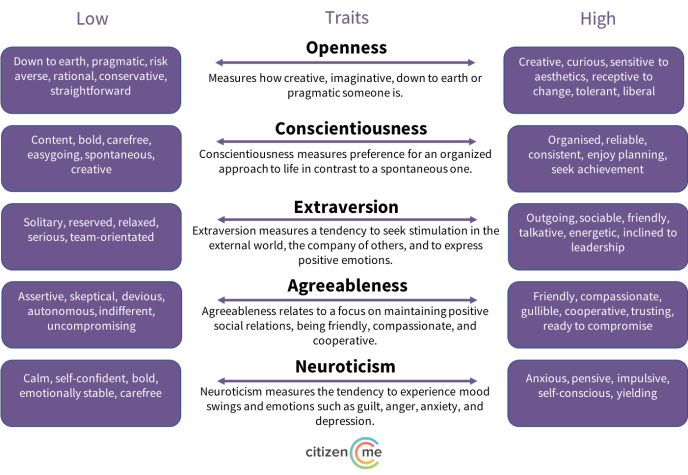 Low
Traits
High
Down to earth, pragmatic, risk
averse, rational, conservative,
straightforward
Openness
Measures how creative, imaginative, down to earth or
pragmatic someone is.
Creative, curious, sensitive to
aesthetics, receptive to
change, tolerant, liberal
Content, bold, carefree,
easygoing, spontaneous,
creative
Conscientiousness
Conscientiousness measures preference for an organized
approach to life in contrast to a spontaneous one.
Organised, reliable,
consistent, enjoy planning,
seek achievement
Solitary, reserved, relaxed,
serious, team-orientated
Extraversion
Extraversion measures a tendency to seek stimulation in the
external world, the company of others, and to express
positive emotions.
Outgoing, sociable, friendly,
talkative, energetic, inclined to
leadership
Assertive, skeptical, devious,
autonomous, indifferent,
uncompromising
Agreeableness
Agreeableness relates to a focus on maintaining positive
social relations, being friendly, compassionate, and
cooperative.
Friendly, compassionate,
gullible, cooperative, trusting,
ready to compromise
Calm, self-confident, bold,
emotionally stable, carefree
Neuroticism
Neuroticism measures the tendency to experience mood
swings and emotions such as guilt, anger, anxiety, and
depression.
Anxious, pensive, impulsive,
self-conscious, yielding
citizen me